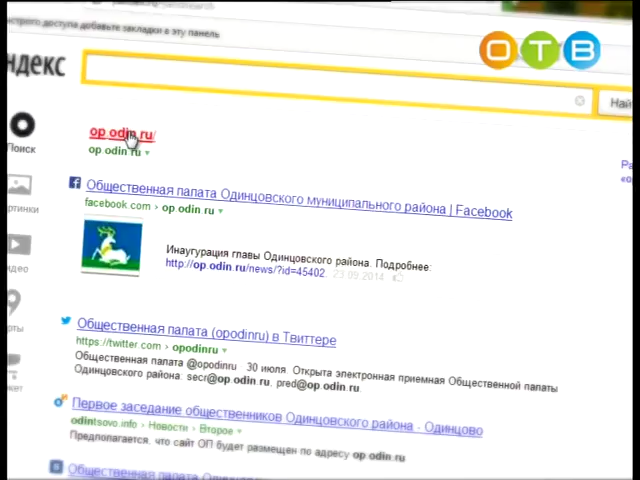 строго доступа добавьте закладки в эту панель
ОТВ
ндекс
Най
op odin ru/
op odin ru
Поиск
Общественная палата Одинцовского муниципального района | Facebook
facebook.com › op odin ru
Инаугурация главы Одинцовского района. Подробнее:
http://op odin ru/news/?id=45402. 23.09.2014
Общественная палата (opodinru) в Твиттере
https://twitter com › opodinru
Общественная палата @opodinru 30 июля. Открыта электронная приемная Общественной палаты
Одинцовского района: secr@op odin ru, pred@op odin ru.
Первое заседание общественников Одинцовского района - Одинцово
odintsovo.info › Новости › Второе
Предполагается, что сайт ОП будет размещен по адресу op odin ru
Общественная палата Одинцовского